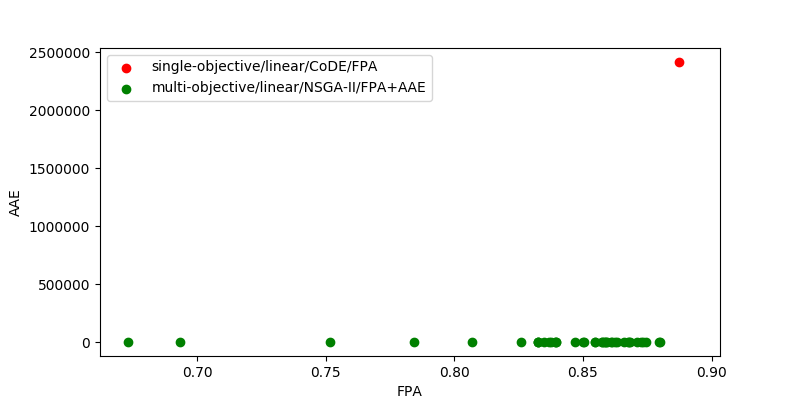 2500000
2000000
1500000
1000000
500000
0
AAE
single-objective/linear/CoDE/FPA
multi-objective/linear/NSGA-II/FPA+AAE
0.70
0.75
0.80
0.85
0.90
FPA